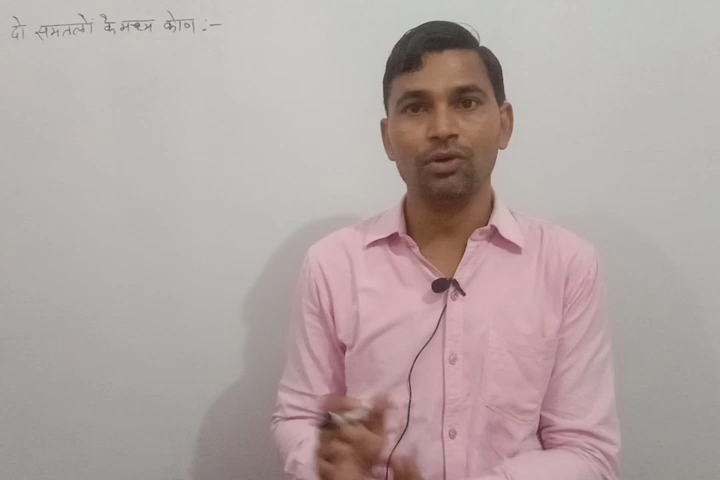 दो समतलों के मध्य कोण :-